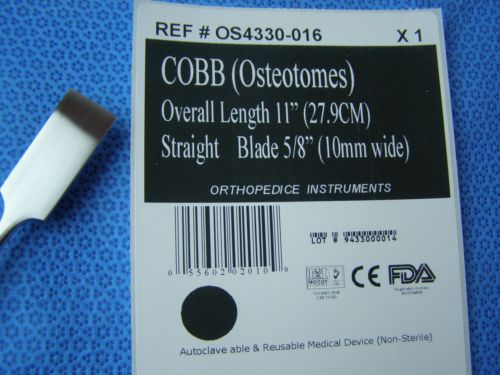 REF # OS4330-016 X 1
COBB (Osteotomes)
Overall Length 11” (27.9CM)
Straight Blade 5/8” (10mm wide)
ORTHOPEDICE INSTRUMENTS
LOT # 9433000014
0 55602 02010 9
MOODY
CE FDA
Autoclave able & Reusable Medical Device (Non-Sterile)